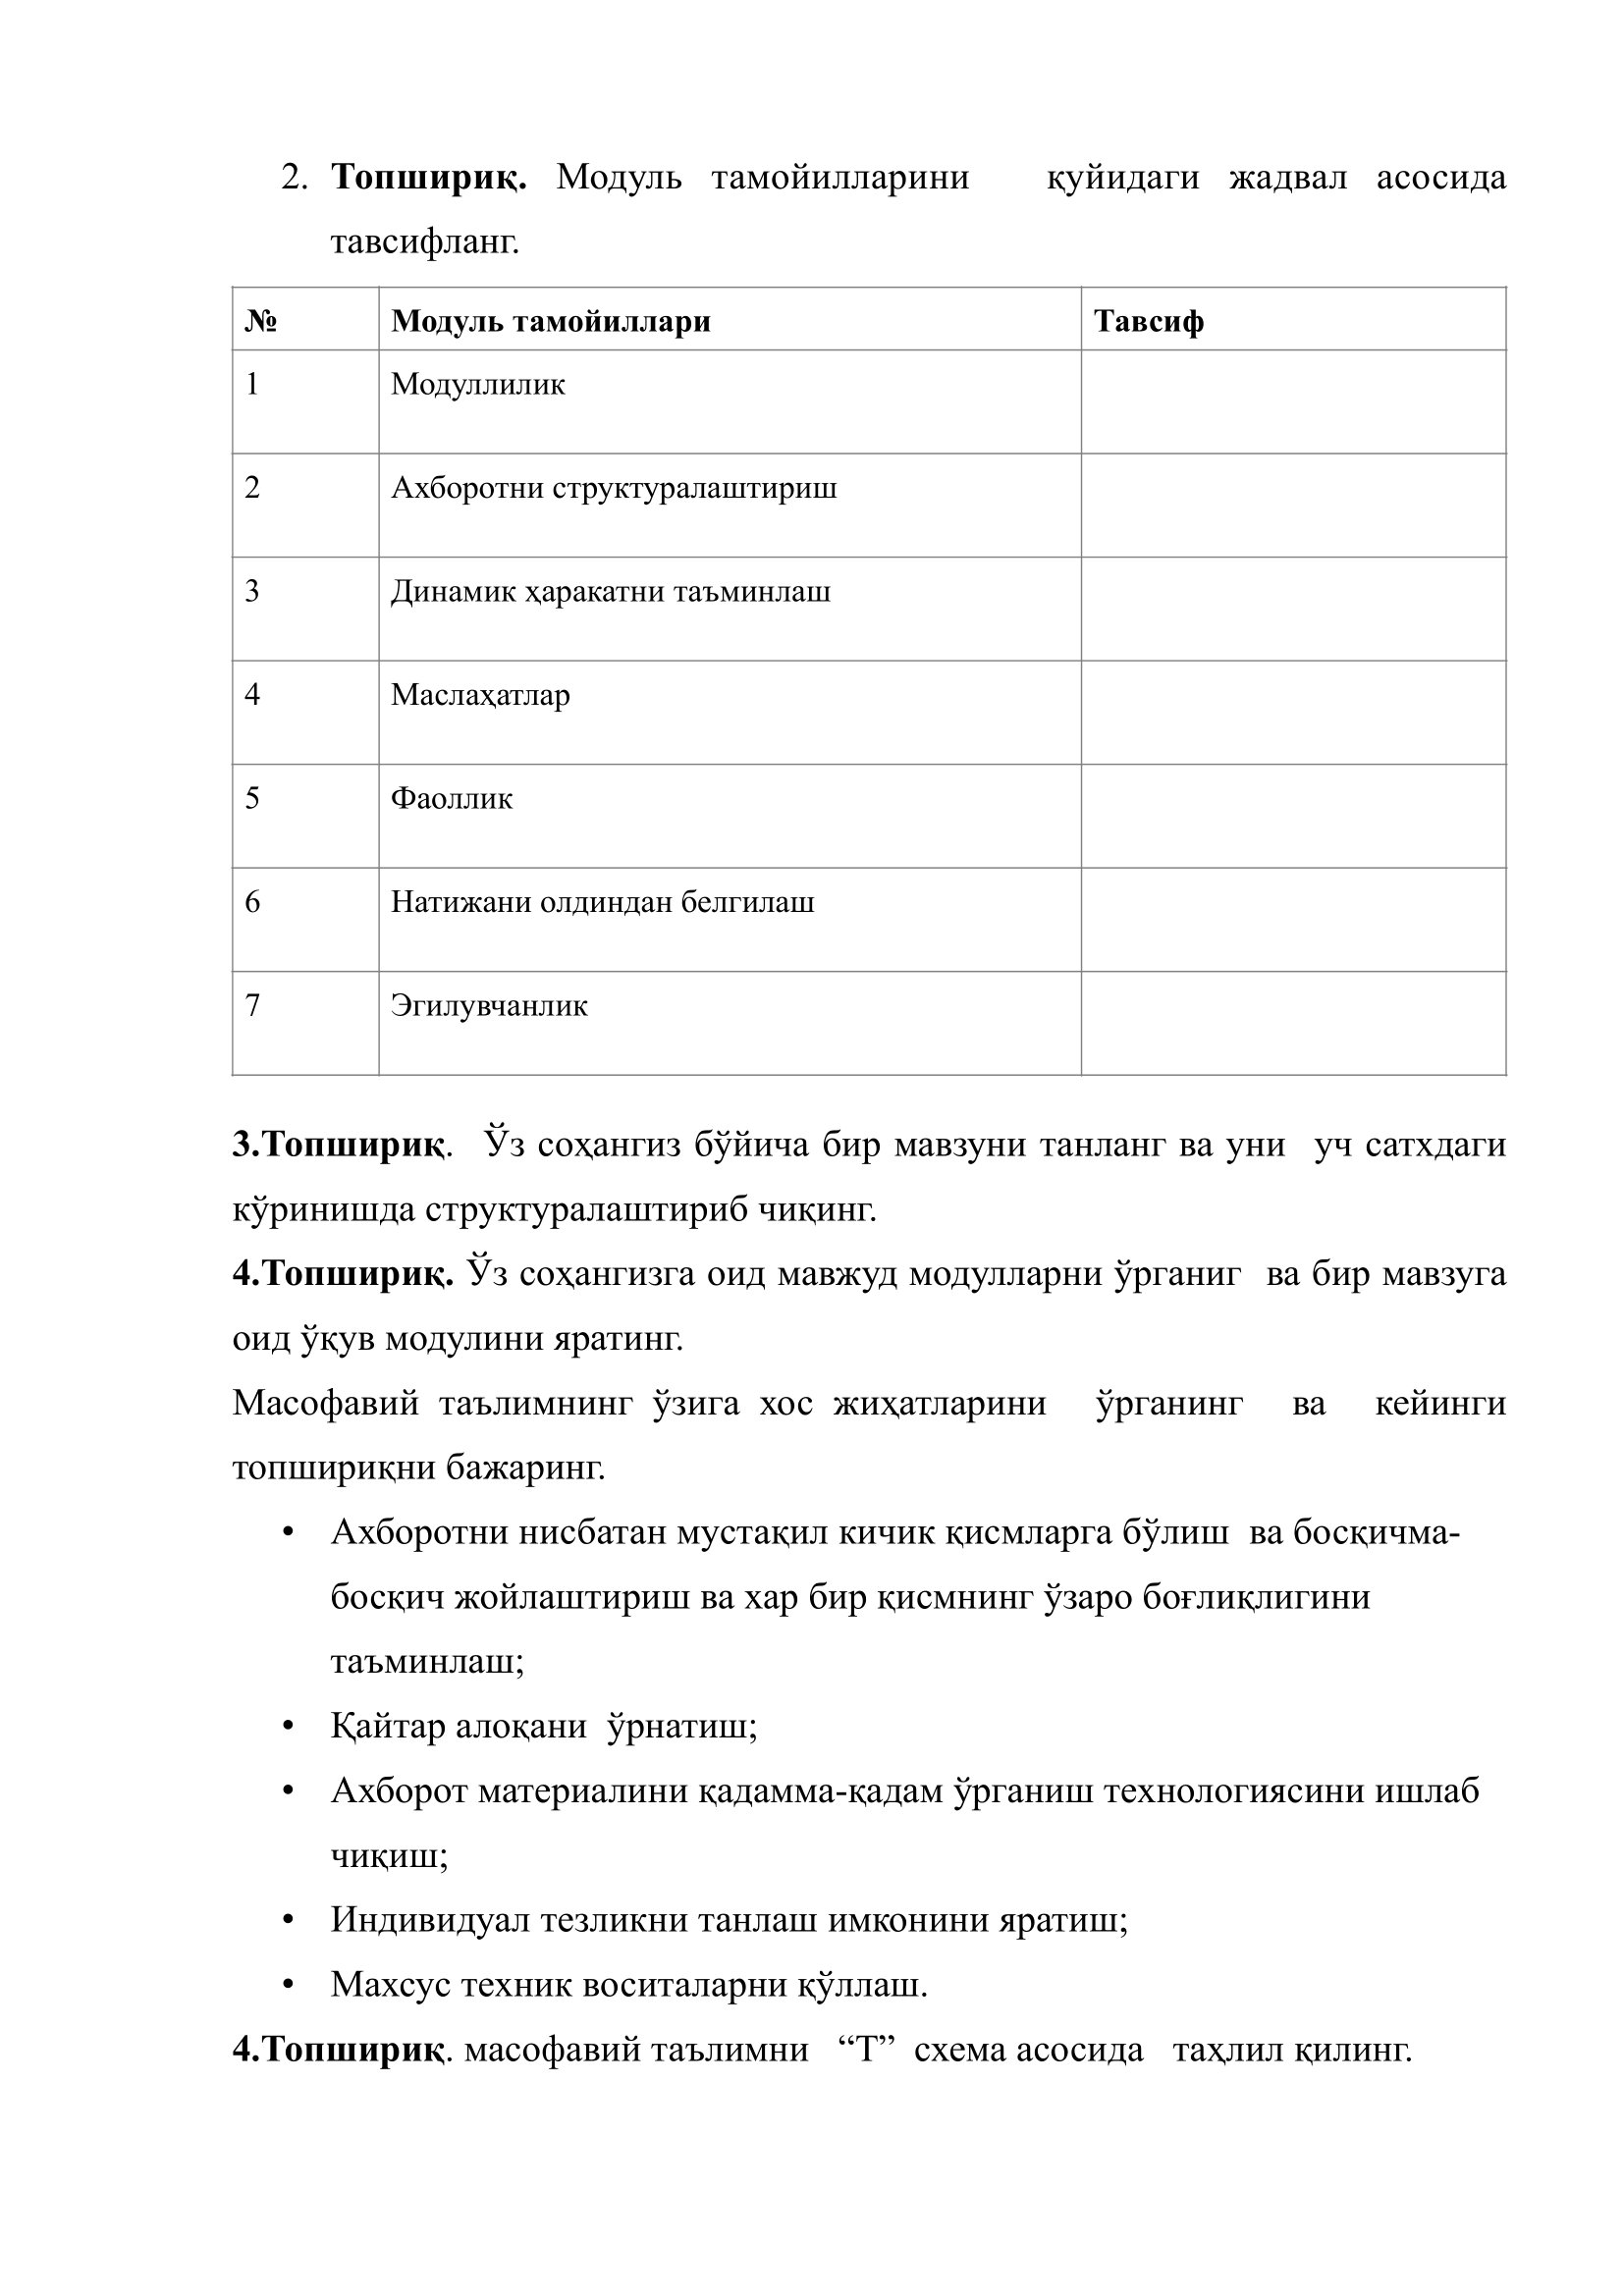 2. Топшириқ. Модуль тамойилларини қуйидаги жадвал асосида
тавсифланг.
№ Модуль тамойиллари Тавсиф
1 Модуллилик
2 Ахборотни структуралаштириш
3 Динамик ҳаракатни таъминлаш
4 Маслаҳатлар
5 Фаоллик
6 Натижани олдиндан белгилаш
7 Эгилувчанлик
3.Топшириқ. Ўз соҳангиз бўйича бир мавзуни танланг ва уни уч сатхдаги
кўринишда структуралаштириб чиқинг.
4.Топшириқ. Ўз соҳангизга оид мавжуд модулларни ўрганиг ва бир мавзуга
оид ўқув модулини яратинг.
Масофавий таълимнинг ўзига хос жиҳатларини ўрганинг ва кейинги
топшириқни бажаринг.
• Ахборотни нисбатан мустақил кичик қисмларга бўлиш ва босқичма-
босқич жойлаштириш ва хар бир қисмнинг ўзаро боғлиқлигини
таъминлаш;
• Қайтар алоқани ўрнатиш;
• Ахборот материалини қадамма-қадам ўрганиш технологиясини ишлаб
чиқиш;
• Индивидуал тезликни танлаш имконини яратиш;
• Махсус техник воситаларни қўллаш.
4.Топшириқ. масофавий таълимни “Т” схема асосида таҳлил қилинг.